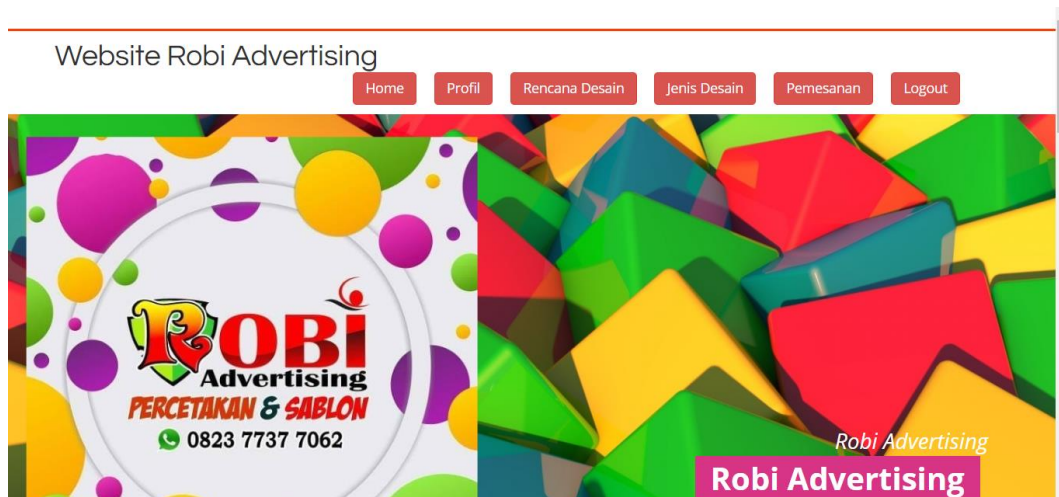 Website Robi Advertising
Home Profil Rencana Desain Jenis Desain Pemesanan Logout
ROBI
Advertising
PERCETAKAN & SABLON
0823 7737 7062
Robi Advertising
Robi Advertising